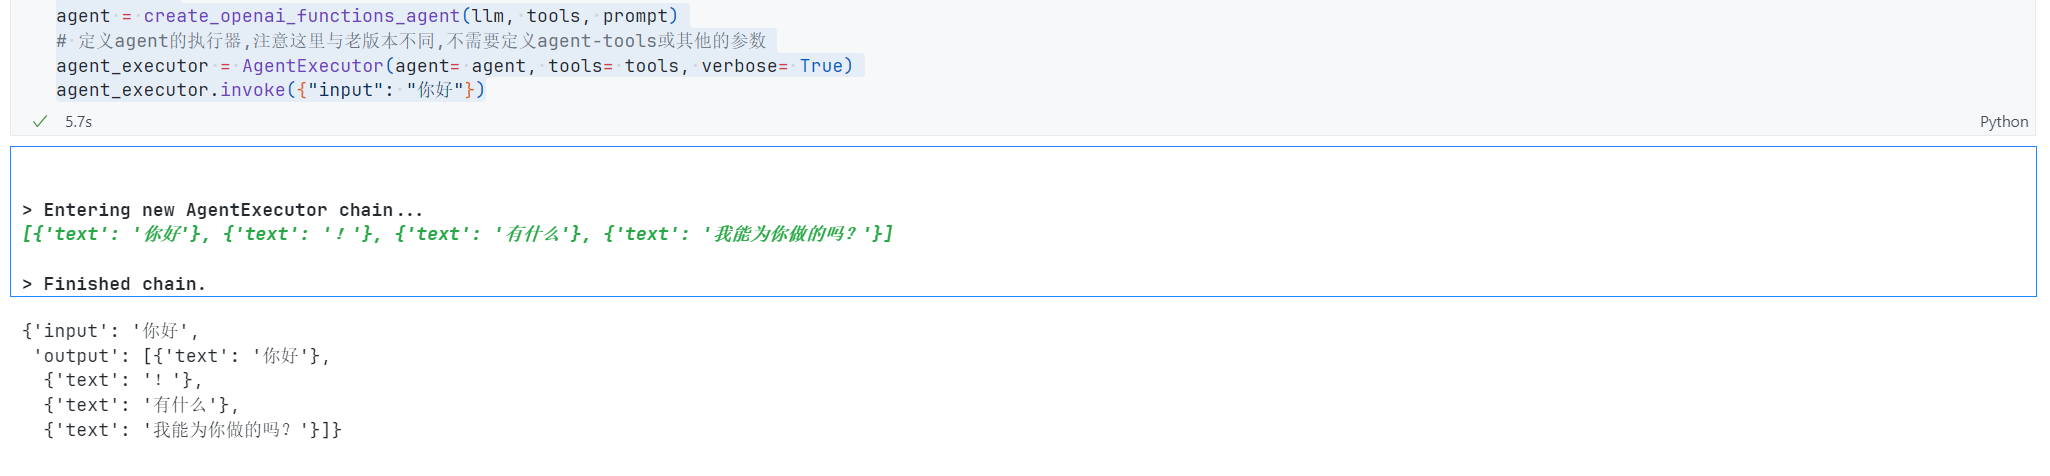 agent = create_openai_functions_agent(llm, tools, prompt)
# 定义agent的执行器,注意这里与老版本不同,不需要定义agent-tools或其他的参数
agent_executor = AgentExecutor(agent= agent, tools= tools, verbose= True)
agent_executor.invoke({"input": "你好"})
5.7s
Python
> Entering new AgentExecutor chain...
[{'text': '你好'}, {'text': '！'}, {'text': '有什么'}, {'text': '我能为你做的吗？'}]
> Finished chain.
{'input': '你好',
'output': [{'text': '你好'},
{'text': '！'},
{'text': '有什么'},
{'text': '我能为你做的吗？'}]}